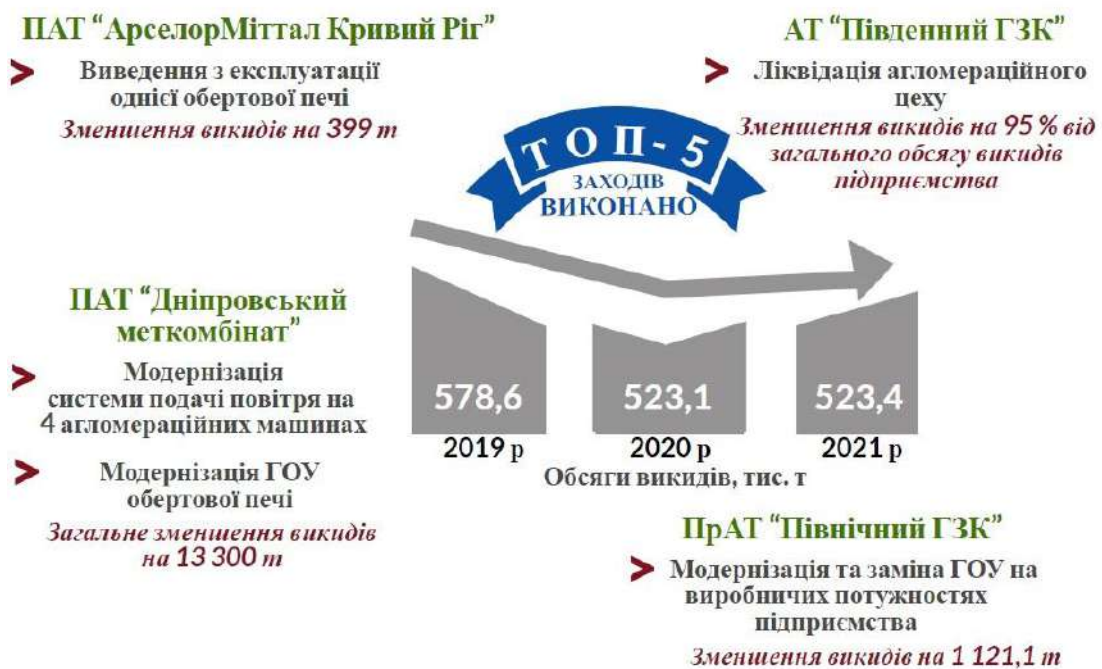 ПАТ “АрселорМіттал Кривий Ріг”
Виведення з експлуатації
однієї обертової печі
Зменшення викидів на 399 т
АТ “Південний ГЗК”
Ліквідація агломераційного
цеху
Зменшення викидів на 95 % від
загального обсягу викидів
підприємства
ТОП-5
ЗАХОДІВ
ВИКОНАНО
ПАТ “Дніпровський
меткомбінат”
Модернізація
системи подачі повітря на
4 агломераційних машинах
Модернізація ГОУ
обертової печі
Загальне зменшення викидів
на 13 300 т
578,6
523,1
523,4
2019 р
2020 р
2021 р
Обсяги викидів, тис. т
ПрАТ “Північний ГЗК”
Модернізація та заміна ГОУ на
виробничих потужностях
підприємства
Зменшення викидів на 1 121,1 т